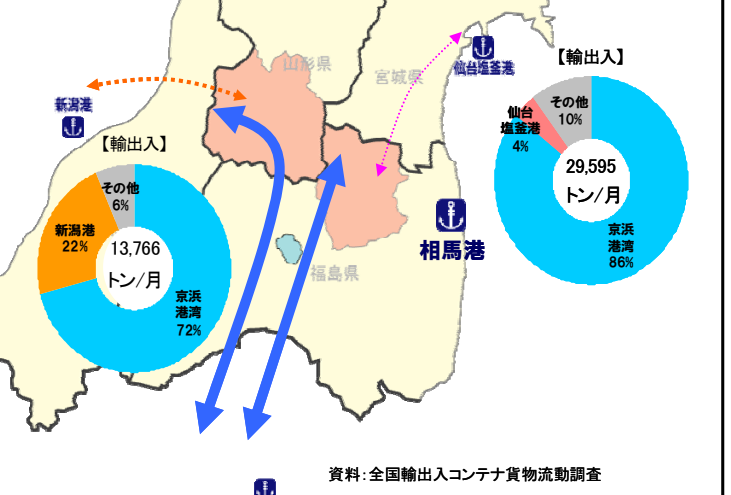 山形県
宮城県
仙台塩釜港
新潟港
【輸出入】
その他
10%
仙台
塩釜港
4%
29,595
トン/月
京浜
港湾
86%
【輸出入】
その他
6%
新潟港
22%
13,766
トン/月
京浜
港湾
72%
相馬港
福島県
資料：全国輸出入コンテナ貨物流動調査